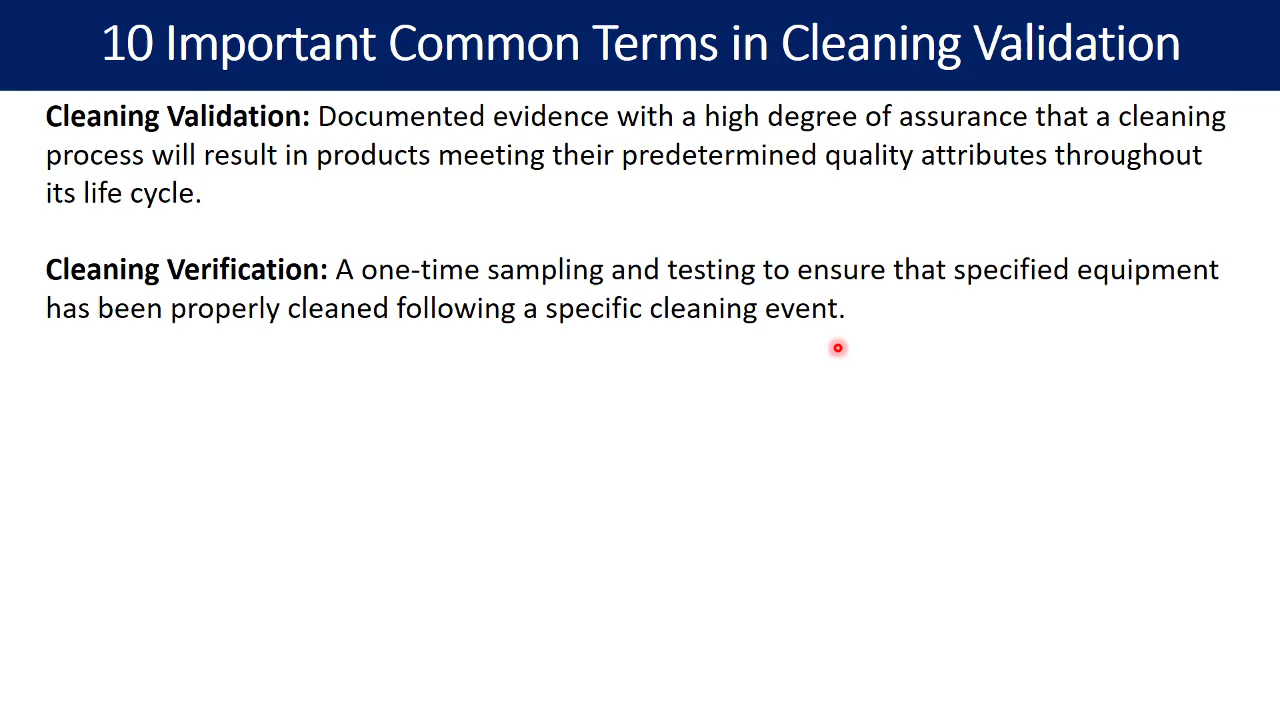 10 Important Common Terms in Cleaning Validation
Cleaning Validation: Documented evidence with a high degree of assurance that a cleaning
process will result in products meeting their predetermined quality attributes throughout
its life cycle.
Cleaning Verification: A one-time sampling and testing to ensure that specified equipment
has been properly cleaned following a specific cleaning event.